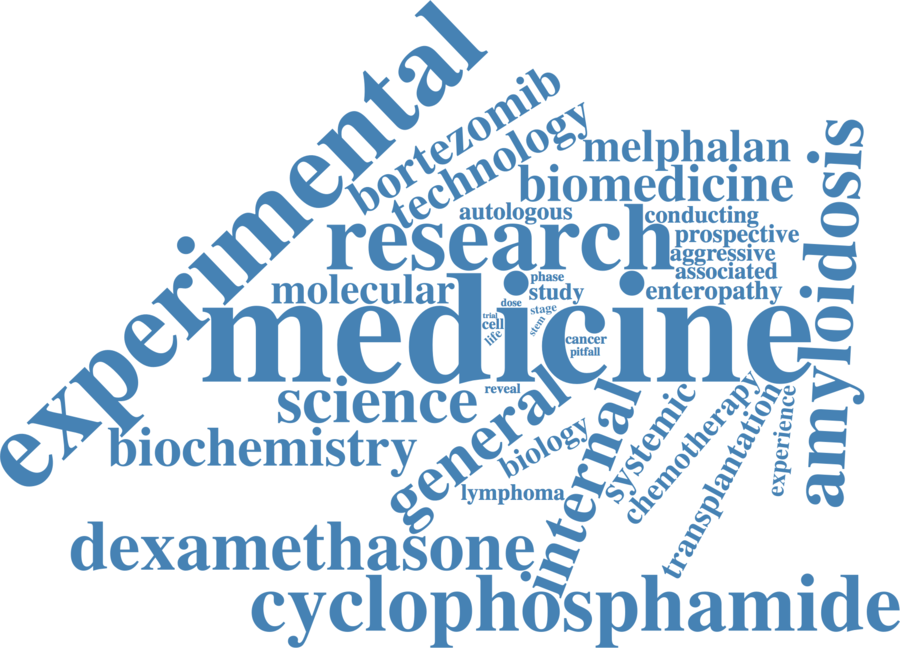 experimental
bortezomib
technology
melphalan
biomedicine
amyloidosis
autologous
conducting
research
prospective
aggressive
associated
molecular
phase
study
enteropathy
dose
stage
medicine
trial
cell
stem
life
cancer
pitfall
reveal
science
general
internal
systemic
chemotherapy
transplantation
experience
biochemistry
biology
lymphoma
dexamethasone
cyclophosphamide